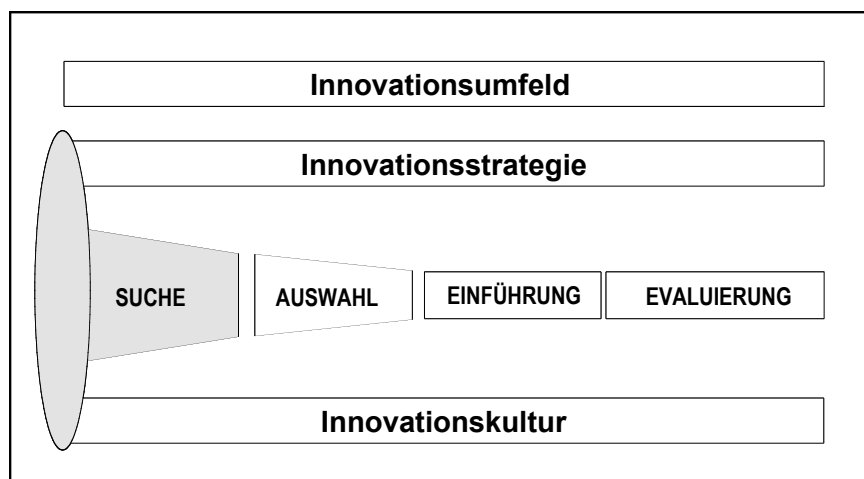 Innovationsumfeld
Innovationsstrategie
SUCHE AUSWAHL EINFÜHRUNG EVALUIERUNG
Innovationskultur